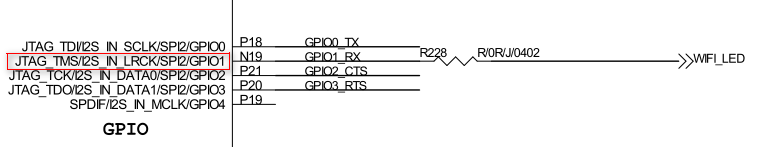 JTAG_TDI/I2S_IN_SCLK/SPI2/GPIO0 P18 GPIO0_TX
JTAG_TMS/I2S_IN_LRCK/SPI2/GPIO1 N19 GPIO1_RX R228 R/0R/J/0402 WIFI_LED
JTAG_TCK/I2S_IN_DATA0/SPI2/GPIO2 P21 GPIO2_CTS
JTAG_TDO/I2S_IN_DATA1/SPI2/GPIO3 P20 GPIO3_RTS
SPDIF/I2S_IN_MCLK/GPIO4 P19
GPIO